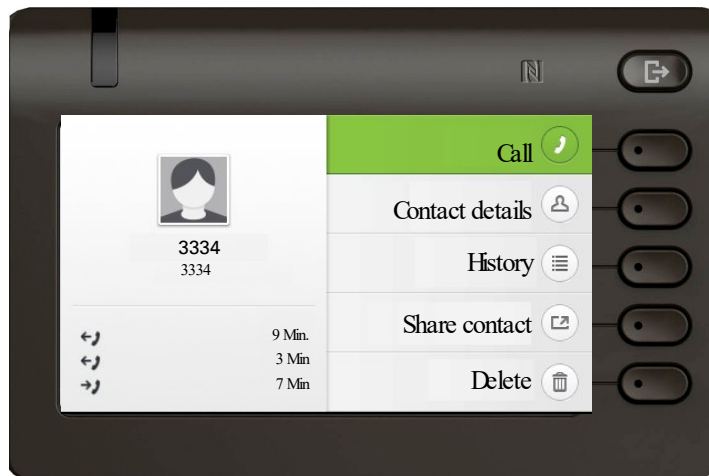 3334
3334
9 Min.
3 Min
7 Min
Call
Contact details
History
Share contact
Delete